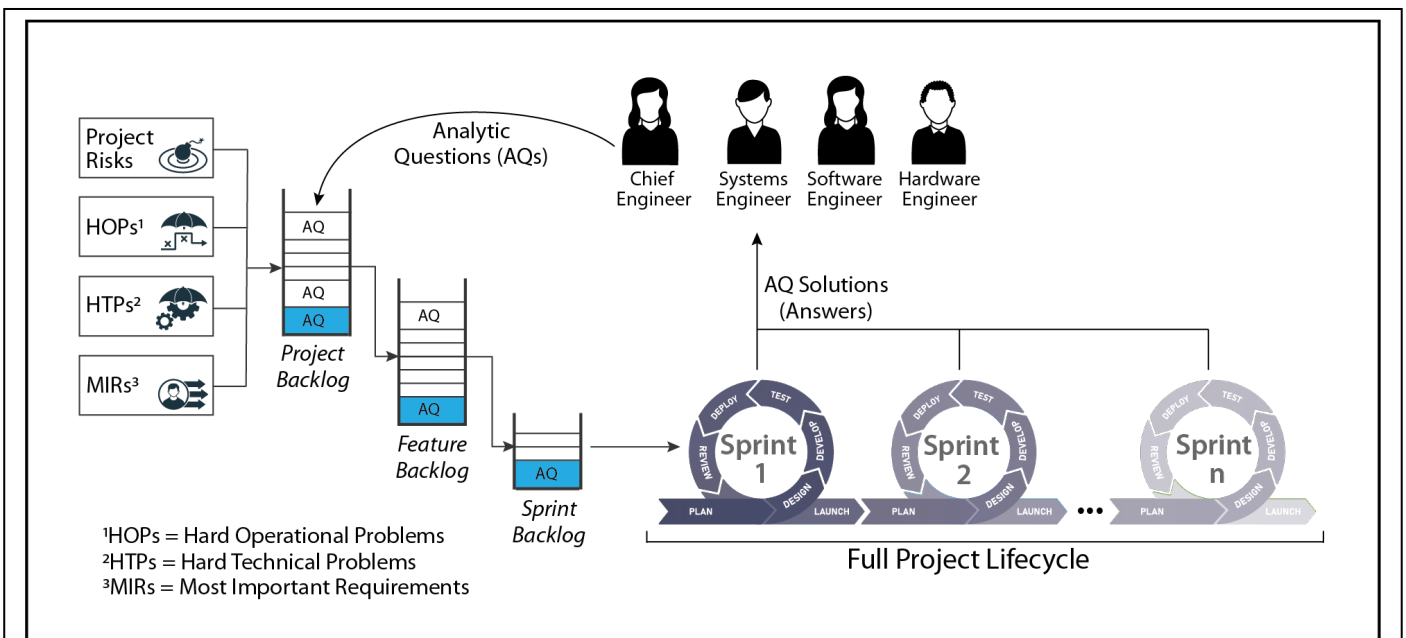 Project
Risks
HOPs¹
HTPs²
MIRs³
Analytic
Questions (AQs)
Chief
Engineer
Systems
Engineer
Software
Engineer
Hardware
Engineer
AQ
AQ
AQ
Project
Backlog
AQ
AQ
Feature
Backlog
AQ
Sprint
Backlog
AQ Solutions
(Answers)
Sprint
1
PLAN
DESIGN
DEVELOP
TEST
DEPLOY
REVIEW
LAUNCH
Sprint
2
PLAN
DESIGN
DEVELOP
TEST
DEPLOY
REVIEW
LAUNCH
•••
Sprint
n
PLAN
DESIGN
DEVELOP
TEST
DEPLOY
REVIEW
LAUNCH
Full Project Lifecycle
¹HOPs = Hard Operational Problems
²HTPs = Hard Technical Problems
³MIRs = Most Important Requirements